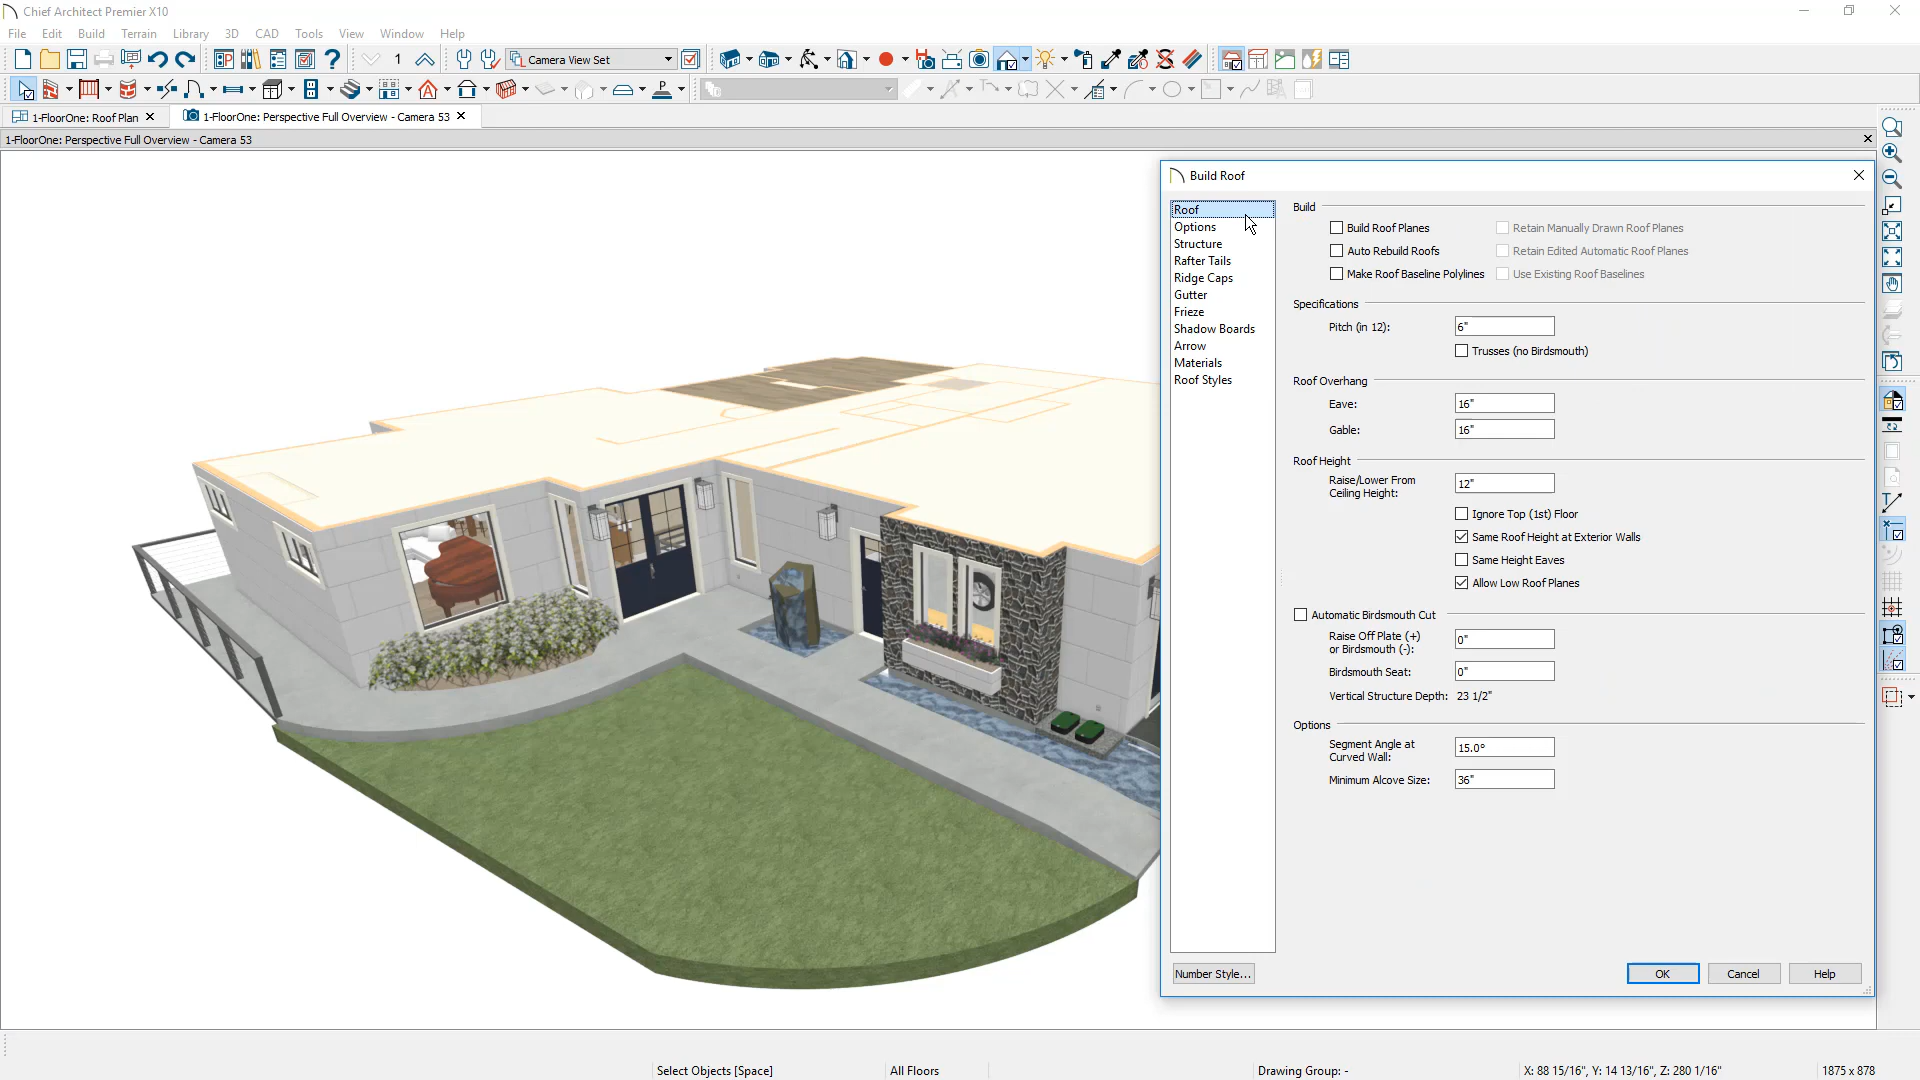 Chief Architect Premier X10
File Edit Build Terrain Library 3D CAD Tools View Window Help
1 Camera View Set
1-FloorOne: Roof Plan 1-FloorOne: Perspective Full Overview - Camera 53
1-FloorOne: Perspective Full Overview - Camera 53
Build Roof
Roof
Options
Structure
Rafter Tails
Ridge Caps
Gutter
Frieze
Shadow Boards
Arrow
Materials
Roof Styles
Build
Build Roof Planes Retain Manually Drawn Roof Planes
Auto Rebuild Roofs Retain Edited Automatic Roof Planes
Make Roof Baseline Polylines Use Existing Roof Baselines
Specifications
Pitch (in 12): 6"
Trusses (no Birdsmouth)
Roof Overhang
Eave: 16"
Gable: 16"
Roof Height
Raise/Lower From
Ceiling Height: 12"
Ignore Top (1st) Floor
Same Roof Height at Exterior Walls
Same Height Eaves
Allow Low Roof Planes
Automatic Birdsmouth Cut
Raise Off Plate (+)
or Birdsmouth (-): 0"
Birdsmouth Seat: 0"
Vertical Structure Depth: 23 1/2"
Options
Segment Angle at
Curved Wall: 15.0°
Minimum Alcove Size: 36"
Number Style... OK Cancel Help
Select Objects [Space] All Floors Drawing Group: - X: 88 15/16", Y: 14 13/16", Z: 280 1/16" 1875 x 878